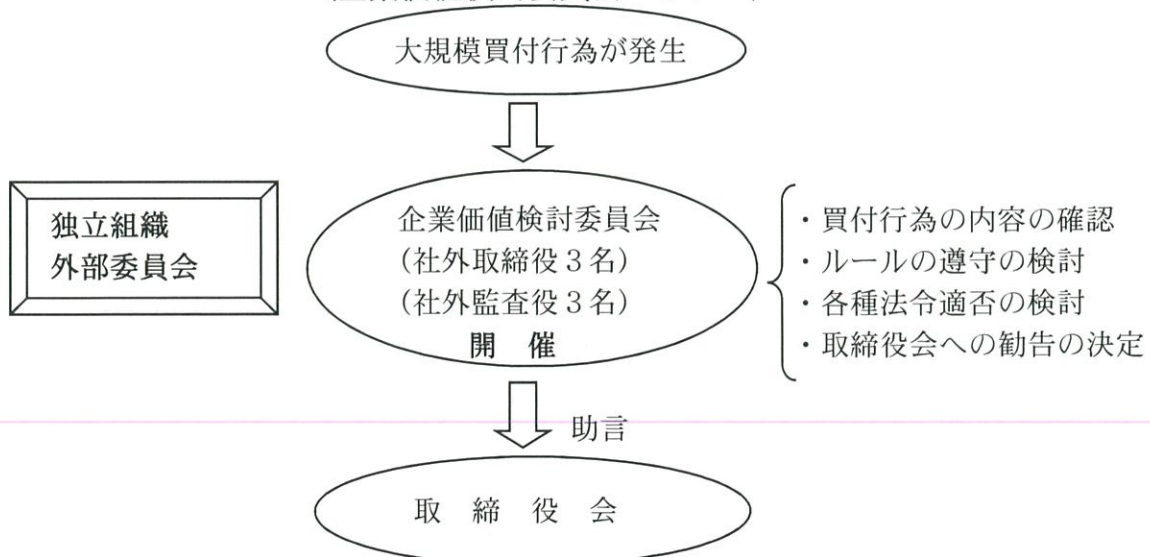 大規模買付行為が発生
独立組織
外部委員会
企業価値検討委員会
(社外取締役3名)
(社外監査役3名)
開 催
・買付行為の内容の確認
・ルールの遵守の検討
・各種法令適否の検討
・取締役会への勧告の決定
助言
取 締 役 会